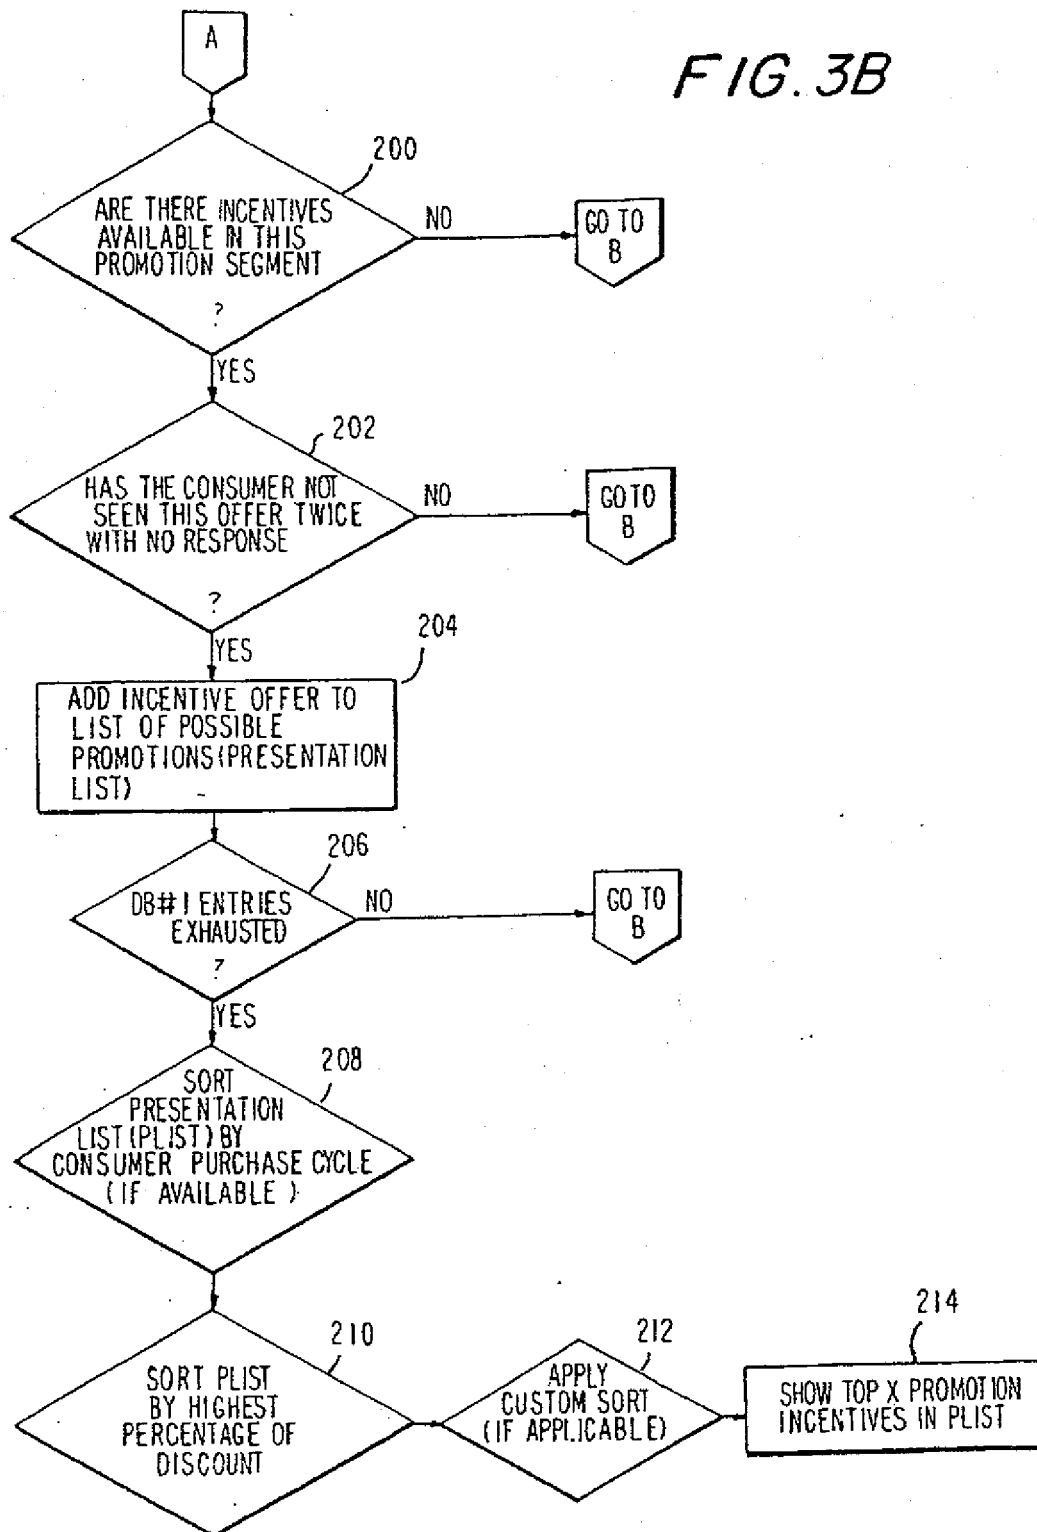 A
FIG. 3B
200
ARE THERE INCENTIVES
AVAILABLE IN THIS
PROMOTION SEGMENT
?
NO
GO TO
B
YES
202
HAS THE CONSUMER NOT
SEEN THIS OFFER TWICE
WITH NO RESPONSE
?
NO
GO TO
B
YES
204
ADD INCENTIVE OFFER TO
LIST OF POSSIBLE
PROMOTIONS(PRESENTATION
LIST)
206
DB#1 ENTRIES
EXHAUSTED
?
NO
GO TO
B
YES
208
SORT
PRESENTATION
LIST(PLIST) BY
CONSUMER PURCHASE CYCLE
(IF AVAILABLE)
210
SORT PLIST
BY HIGHEST
PERCENTAGE OF
DISCOUNT
212
APPLY
CUSTOM SORT
(IF APPLICABLE)
214
SHOW TOP X PROMOTION
INCENTIVES IN PLIST